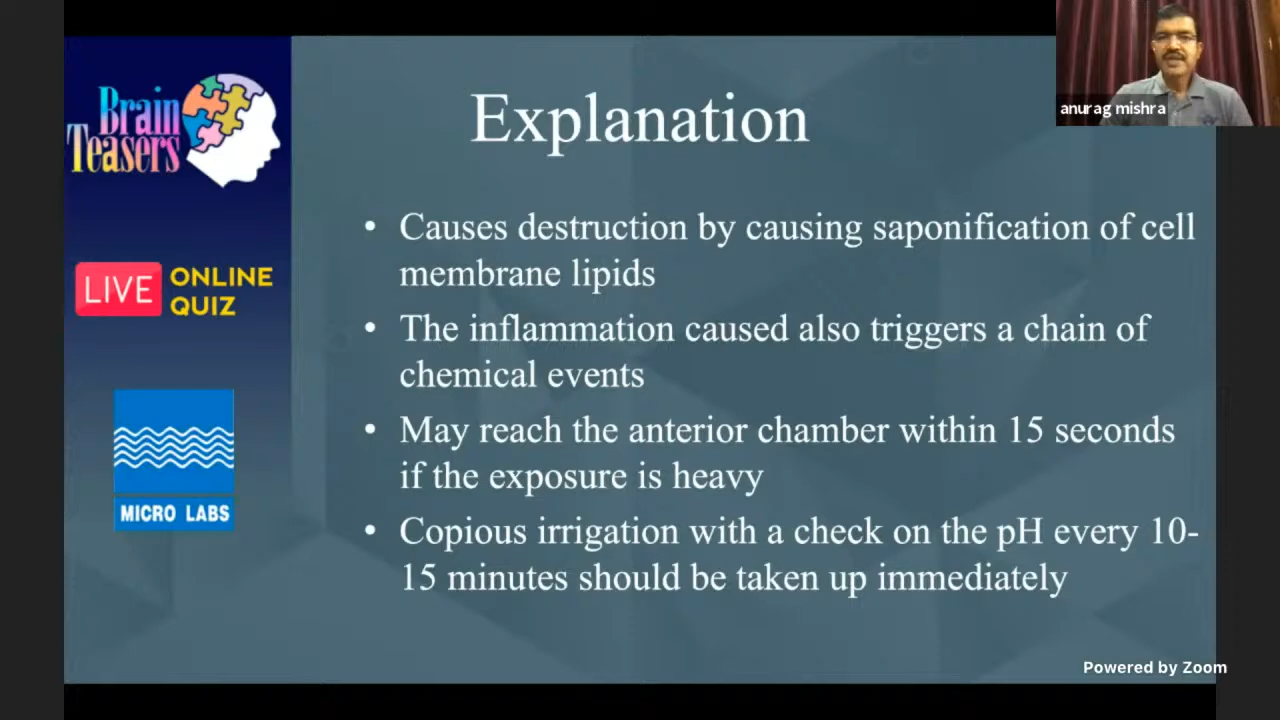 Brain
Teasers
LIVE ONLINE
QUIZ
MICRO LABS
Explanation
• Causes destruction by causing saponification of cell
membrane lipids
• The inflammation caused also triggers a chain of
chemical events
• May reach the anterior chamber within 15 seconds
if the exposure is heavy
• Copious irrigation with a check on the pH every 10-
15 minutes should be taken up immediately
anurag mishra
Powered by Zoom